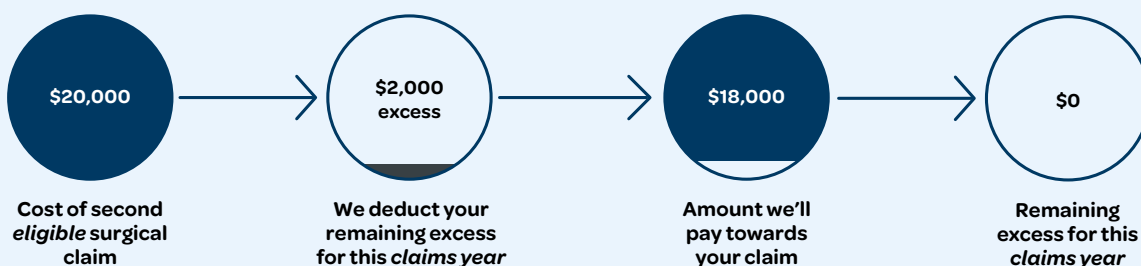 $20,000
$2,000
excess
$18,000
$0
Cost of second
eligible surgical
claim
We deduct your
remaining excess
for this claims year
Amount we'll
pay towards
your claim
Remaining
excess for this
claims year